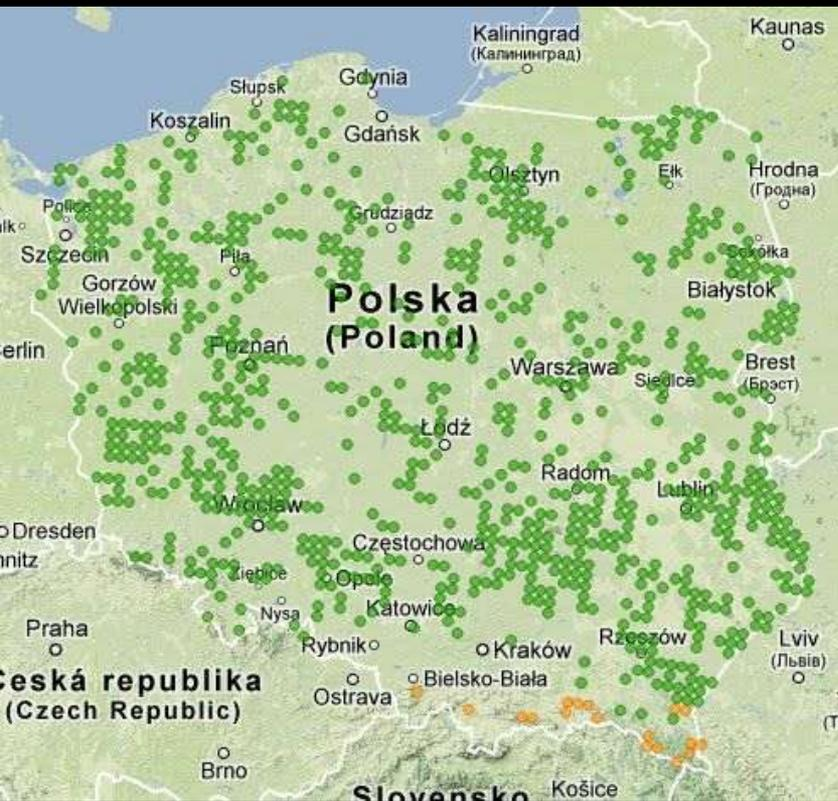 Kaunas
Kaliningrad
(Калининград)
Gdynia
Słupsk
Koszalin
Gdańsk
Olsztyn
Ełk
Hrodna
(Гродна)
Police
Grudziądz
Szczecin
Piła
Sokółka
Gorzów
Wielkopolski
Białystok
Polska
(Poland)
Poznań
erlin
Warszawa
Siedlce
Brest
(Брэст)
Łódź
Radom
Lublin
Wrocław
Dresden
Częstochowa
nnitz
Ziębice
Opole
Nysa
Katowice
Praha
Rybnik
Kraków
Rzeszów
Lviv
(Львів)
Česká republika
(Czech Republic)
Bielsko-Biała
Ostrava
(Т
Brno
Slovensko
Košice